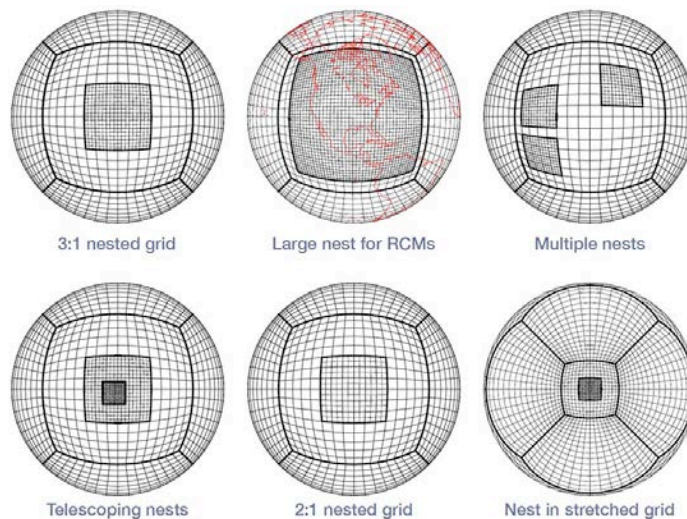 3:1 nested grid
Large nest for RCMs
Multiple nests
Telescoping nests
2:1 nested grid
Nest in stretched grid